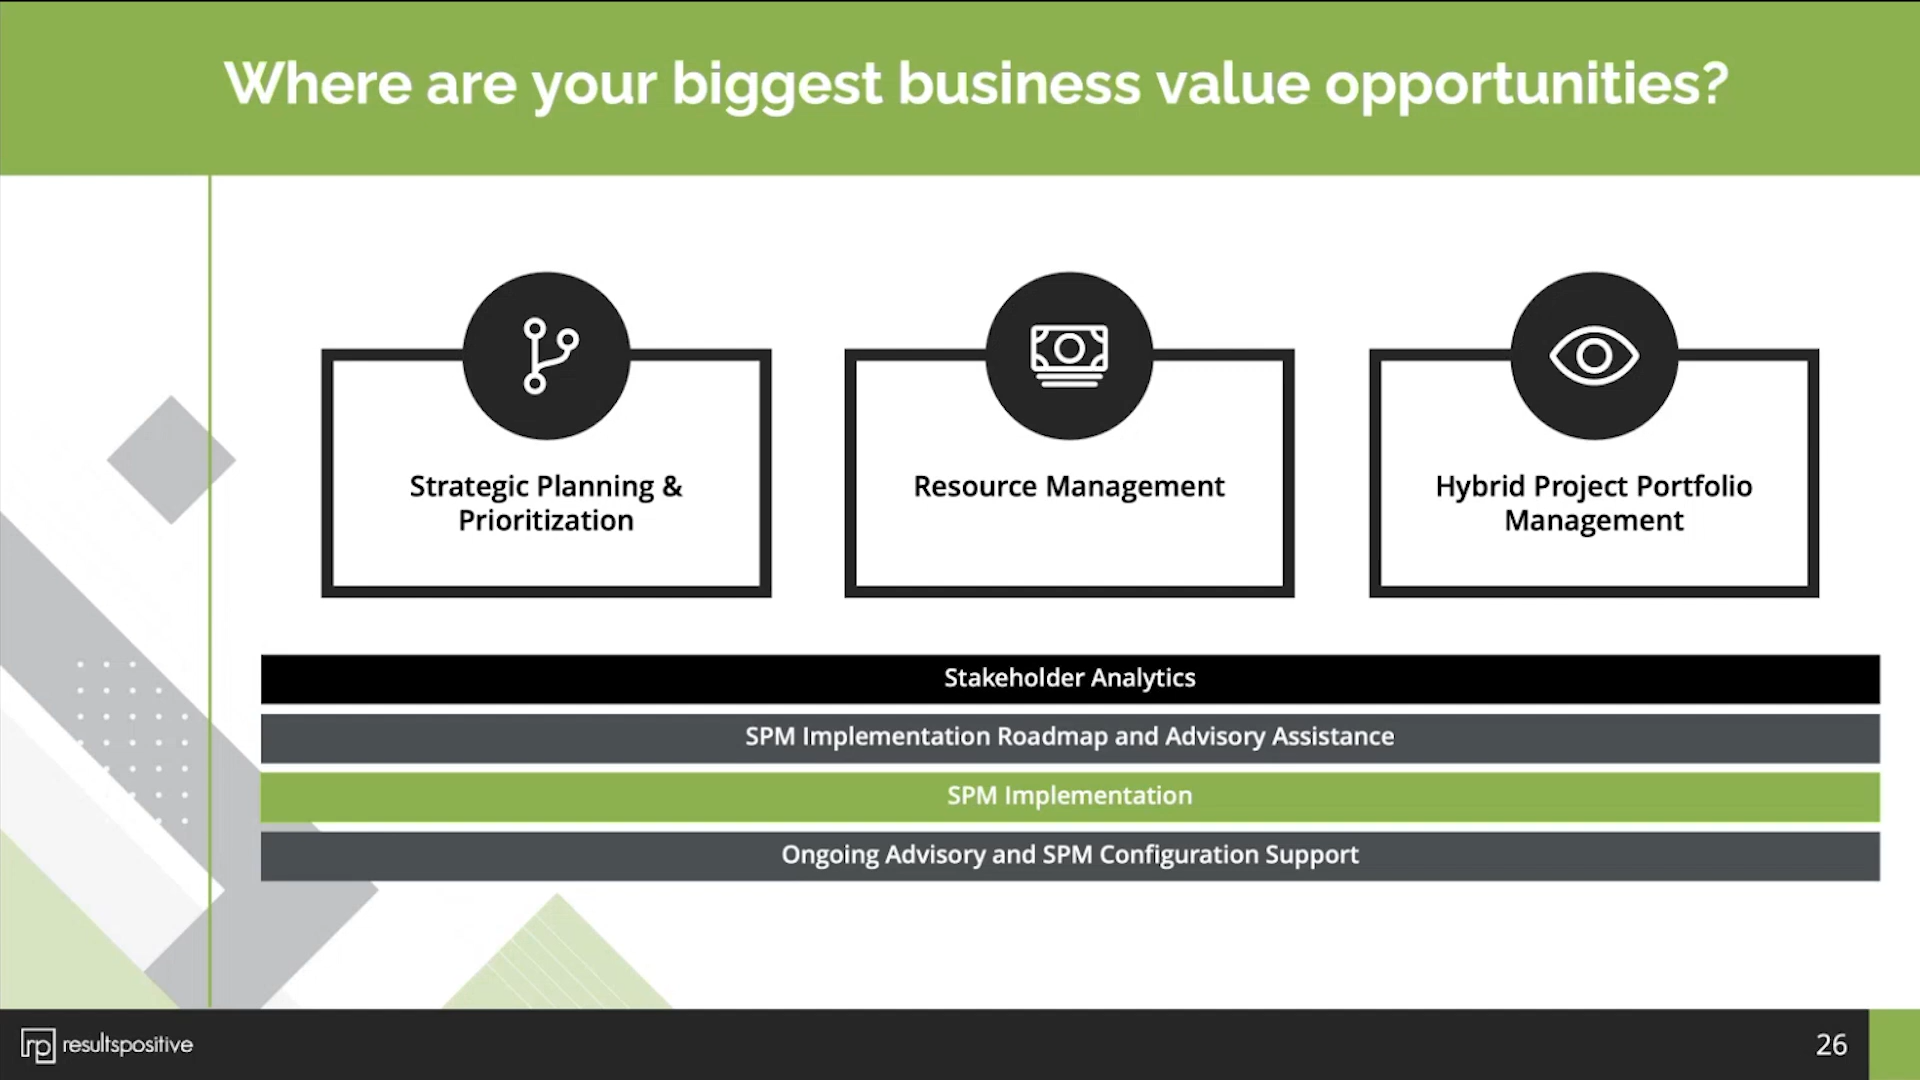 Where are your biggest business value opportunities?
Strategic Planning &
Prioritization
Resource Management
Hybrid Project Portfolio
Management
Stakeholder Analytics
SPM Implementation Roadmap and Advisory Assistance
SPM Implementation
Ongoing Advisory and SPM Configuration Support
rp resultspositive
26